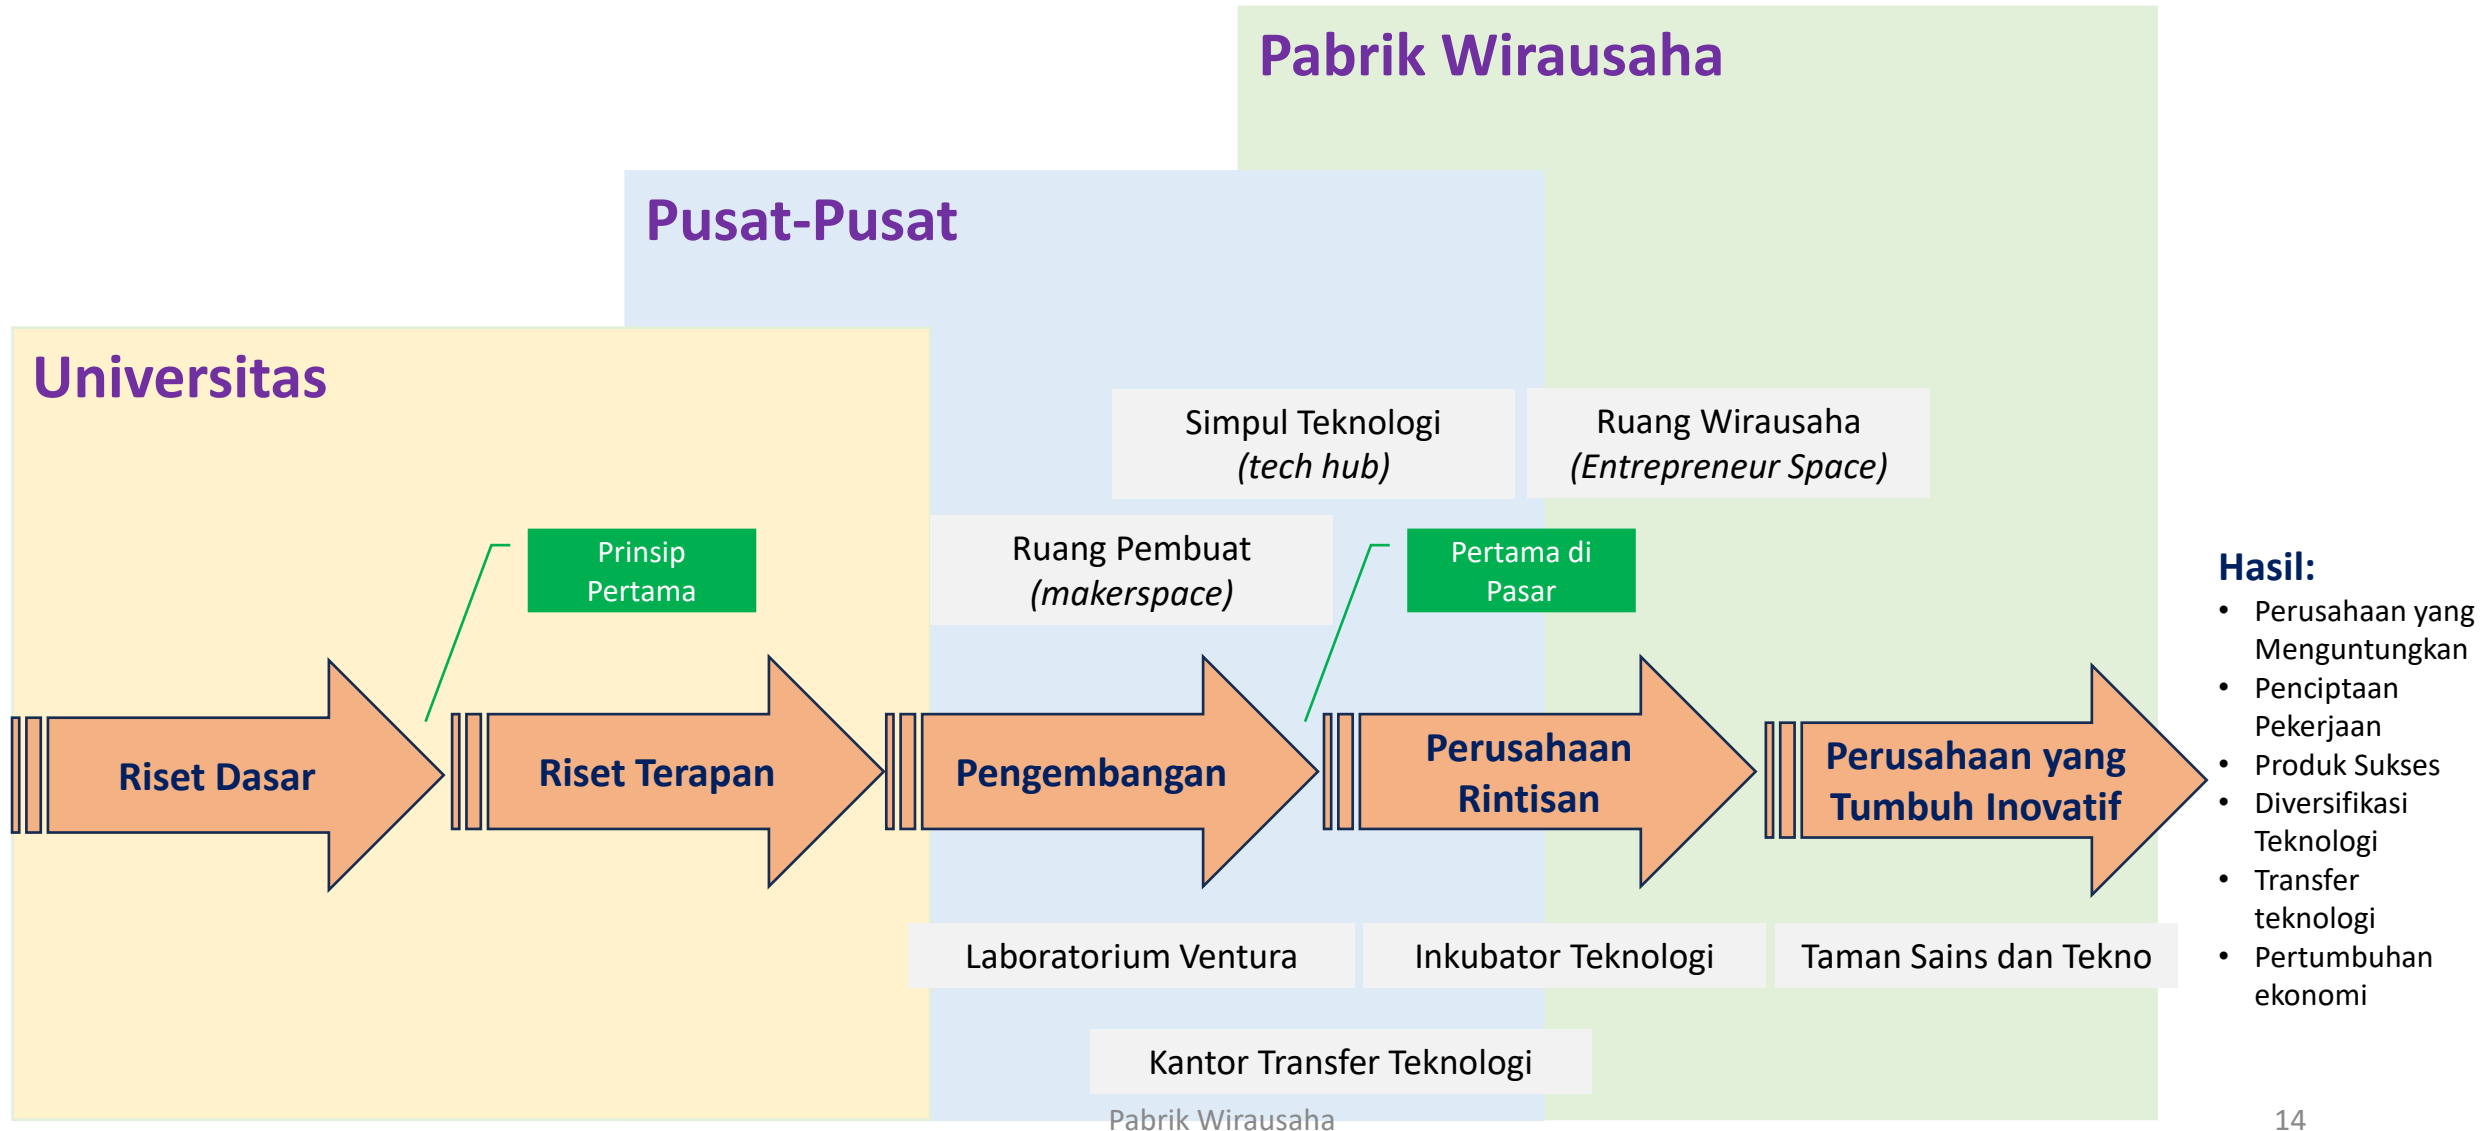 Pabrik Wirausaha
Pusat-Pusat
Universitas
Simpul Teknologi
(tech hub)
Ruang Wirausaha
(Entrepreneur Space)
Prinsip
Pertama
Ruang Pembuat
(makerspace)
Pertama di
Pasar
Riset Dasar
Riset Terapan
Pengembangan
Perusahaan
Rintisan
Perusahaan yang
Tumbuh Inovatif
Laboratorium Ventura
Inkubator Teknologi
Taman Sains dan Tekno
Kantor Transfer Teknologi
Hasil:
• Perusahaan yang
Menguntungkan
• Penciptaan
Pekerjaan
• Produk Sukses
• Diversifikasi
Teknologi
• Transfer
teknologi
• Pertumbuhan
ekonomi
Pabrik Wirausaha
14